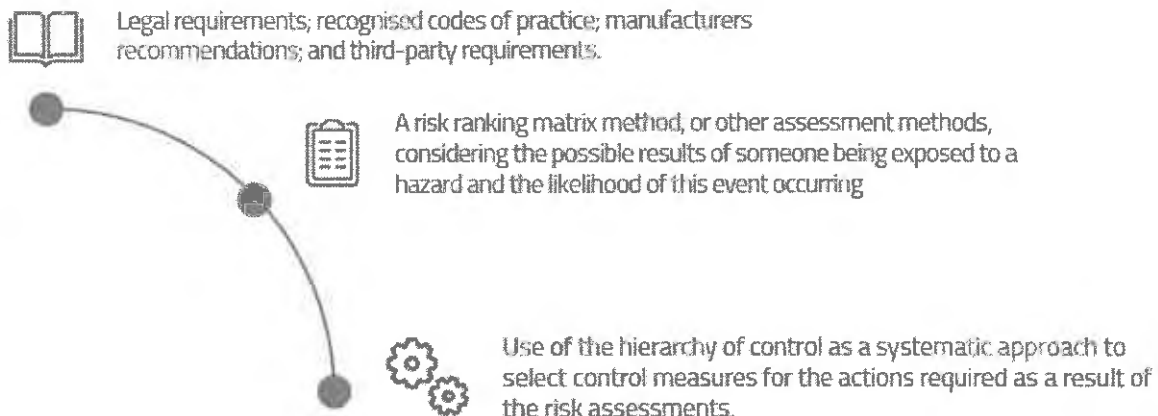 Legal requirements; recognised codes of practice; manufacturers
recommendations; and third-party requirements.
A risk ranking matrix method, or other assessment methods,
considering the possible results of someone being exposed to a
hazard and the likelihood of this event occurring
Use of the hierarchy of control as a systematic approach to
select control measures for the actions required as a result of
the risk assessments.